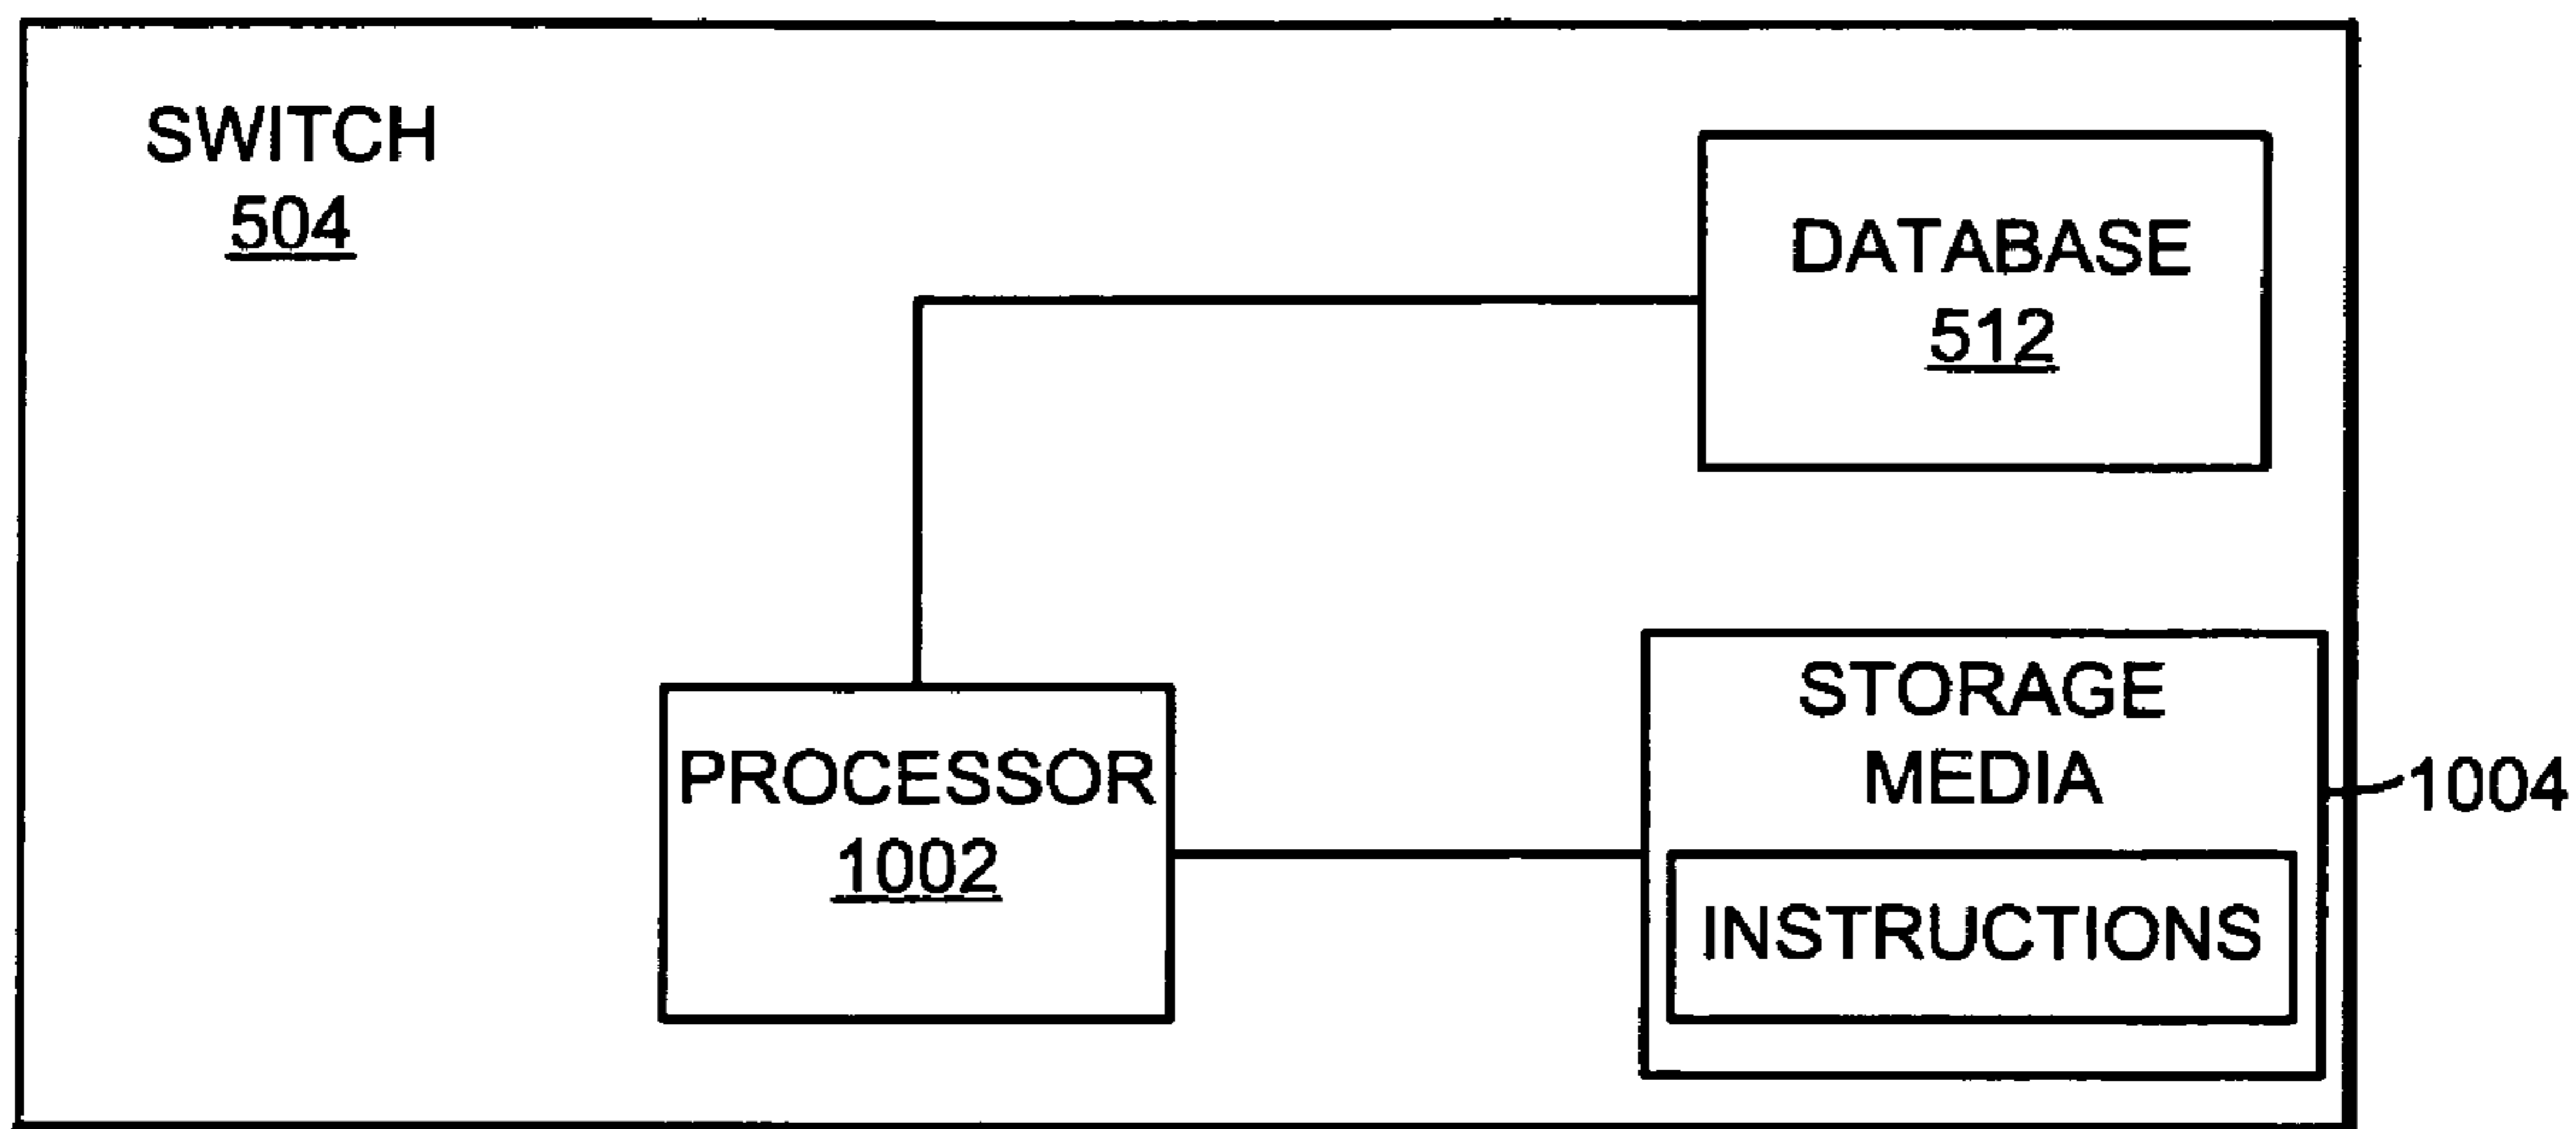 SWITCH
504
DATABASE
512
PROCESSOR
1002
STORAGE
MEDIA
INSTRUCTIONS
1004